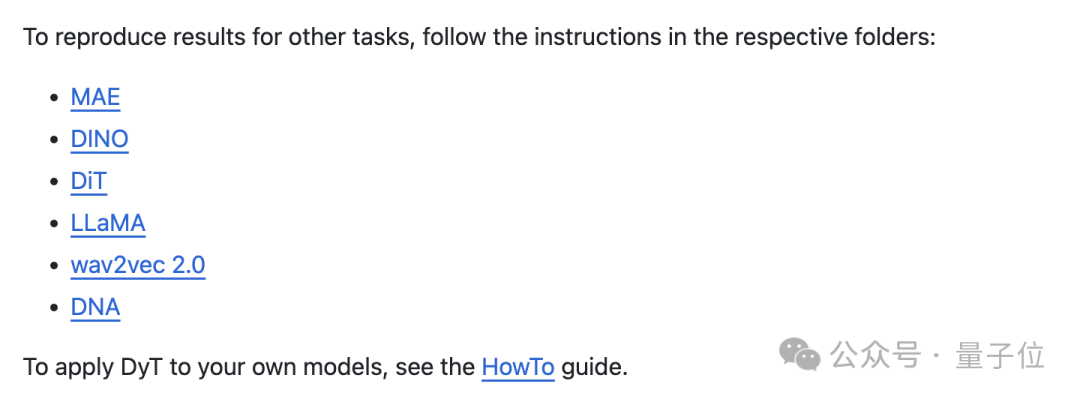 To reproduce results for other tasks, follow the instructions in the respective folders:
• MAE
• DINO
• DiT
• LLaMA
• wav2vec 2.0
• DNA
To apply DyT to your own models, see the HowTo guide.
公众号 · 量子位